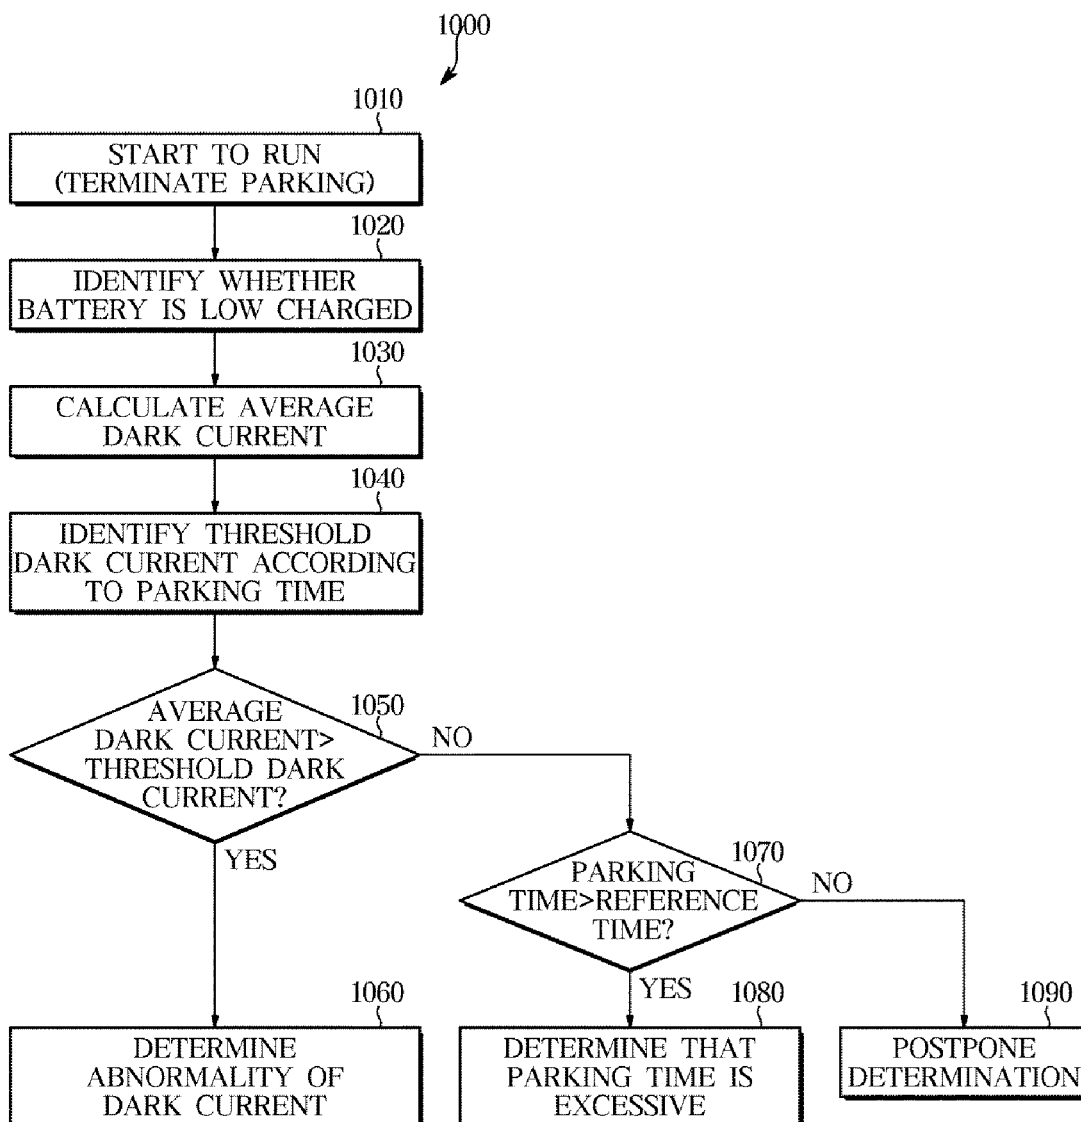 1000
1010
START TO RUN
(TERMINATE PARKING)
1020
IDENTIFY WHETHER
BATTERY IS LOW CHARGED
1030
CALCULATE AVERAGE
DARK CURRENT
1040
IDENTIFY THRESHOLD
DARK CURRENT ACCORDING
TO PARKING TIME
1050
AVERAGE
DARK CURRENT>
THRESHOLD DARK
CURRENT?
NO
YES
1070
PARKING
TIME>REFERENCE
TIME?
NO
YES
1060
DETERMINE
ABNORMALITY OF
DARK CURRENT
1080
DETERMINE THAT
PARKING TIME IS
EXCESSIVE
1090
POSTPONE
DETERMINATION